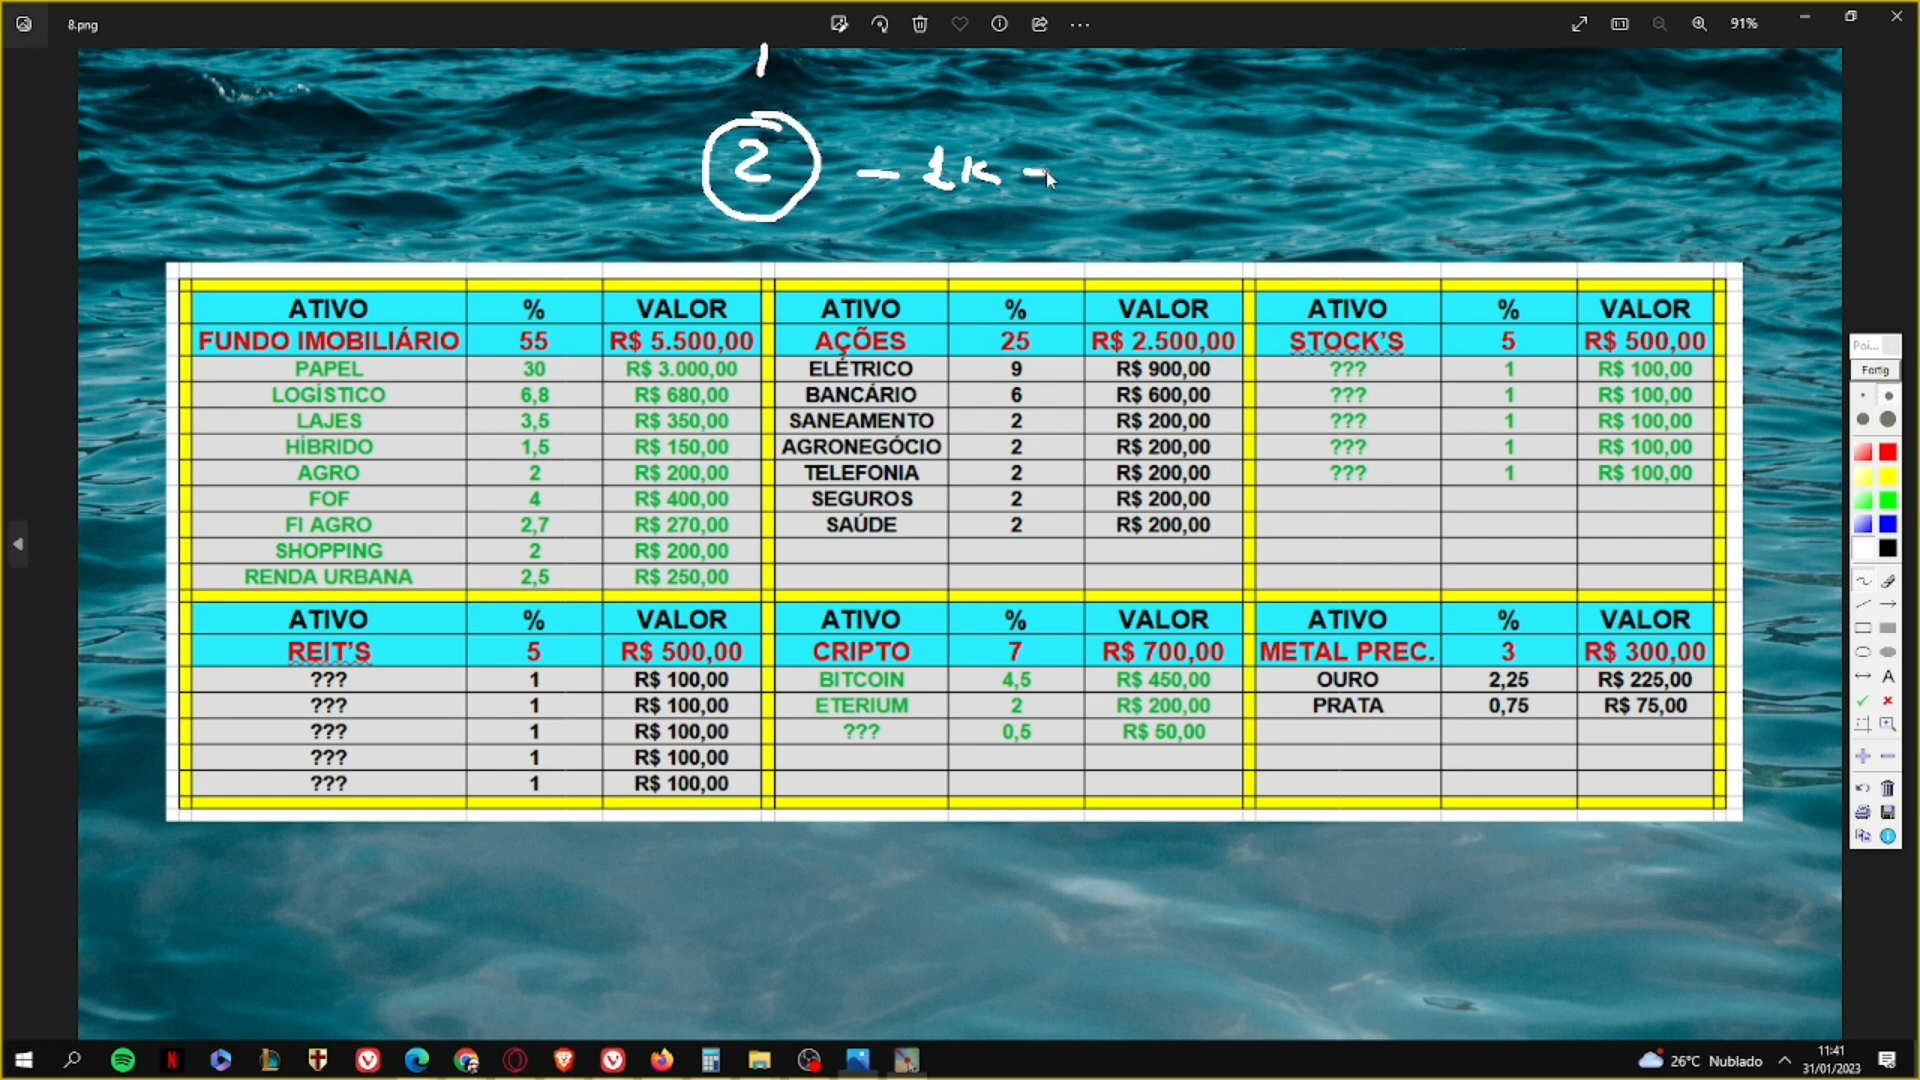 8.png
91%
1
2 - 1K -
ATIVO % VALOR ATIVO % VALOR ATIVO % VALOR
FUNDO IMOBILIÁRIO 55 R$ 5.500,00 AÇÕES 25 R$ 2.500,00 STOCK'S 5 R$ 500,00
PAPEL 30 R$ 3.000,00 ELÉTRICO 9 R$ 900,00 ??? 1 R$ 100,00
LOGÍSTICO 6,8 R$ 680,00 BANCÁRIO 6 R$ 600,00 ??? 1 R$ 100,00
LAJES 3,5 R$ 350,00 SANEAMENTO 2 R$ 200,00 ??? 1 R$ 100,00
HÍBRIDO 1,5 R$ 150,00 AGRONEGÓCIO 2 R$ 200,00 ??? 1 R$ 100,00
AGRO 2 R$ 200,00 TELEFONIA 2 R$ 200,00 ??? 1 R$ 100,00
FOF 4 R$ 400,00 SEGUROS 2 R$ 200,00
FI AGRO 2,7 R$ 270,00 SAÚDE 2 R$ 200,00
SHOPPING 2 R$ 200,00
RENDA URBANA 2,5 R$ 250,00
ATIVO % VALOR ATIVO % VALOR ATIVO % VALOR
REIT'S 5 R$ 500,00 CRIPTO 7 R$ 700,00 METAL PREC. 3 R$ 300,00
??? 1 R$ 100,00 BITCOIN 4,5 R$ 450,00 OURO 2,25 R$ 225,00
??? 1 R$ 100,00 ETERIUM 2 R$ 200,00 PRATA 0,75 R$ 75,00
??? 1 R$ 100,00 ??? 0,5 R$ 50,00
??? 1 R$ 100,00
??? 1 R$ 100,00
Poi...
Fertig
A
26°C Nublado
11:41
31/01/2023